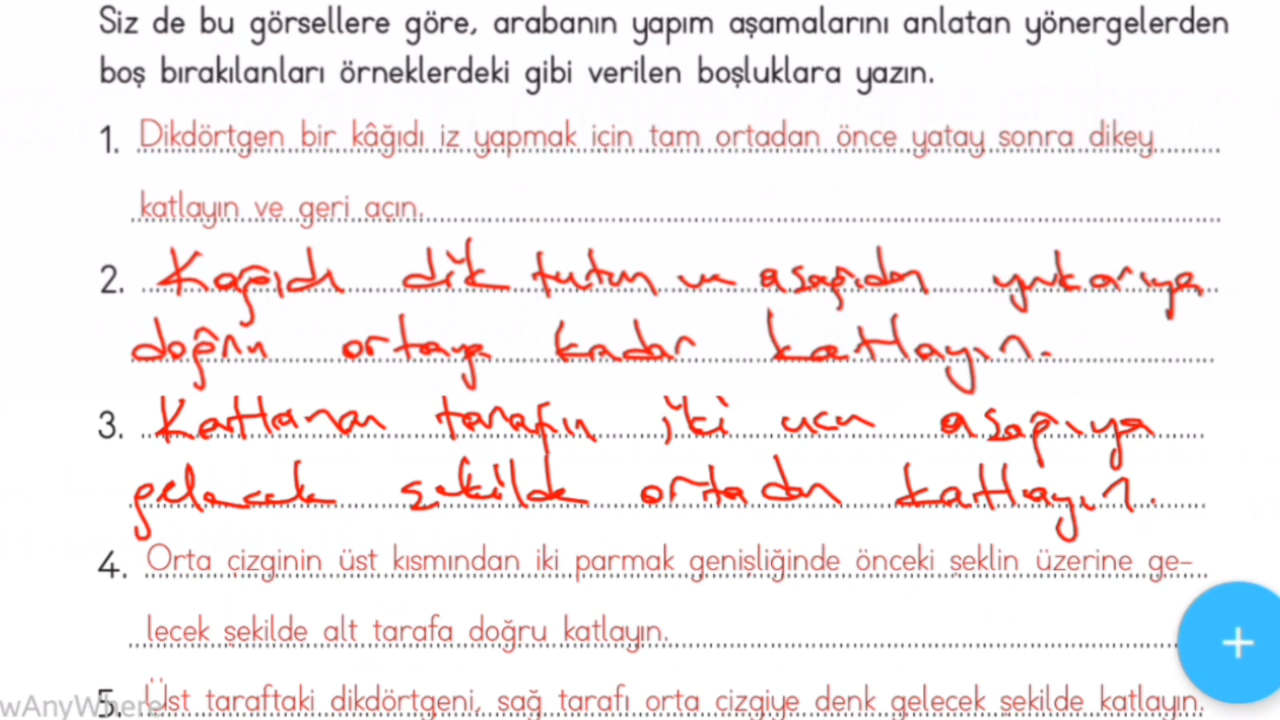 Siz de bu görsellere göre, arabanın yapım aşamalarını anlatan yönergelerden
boş bırakılanları örneklerdeki gibi verilen boşluklara yazın.
1. Dikdörtgen bir kâğıdı iz yapmak için tam ortadan önce yatay sonra dikey
katlayın ve geri açın.
2. Kağıdı dik tutun ve aşağıdan yukarıya
doğru ortaya kadar katlayın.
3. Katlanan tarafın iki ucu aşağıya
gelecek şekilde ortadan katlayın.
4. Orta çizginin üst kısmından iki parmak genişliğinde önceki şeklin üzerine ge-
lecek şekilde alt tarafa doğru katlayın.
5. Üst taraftaki dikdörtgeni, sağ tarafı orta çizgiye denk gelecek şekilde katlayın.
wAnyWhere
+